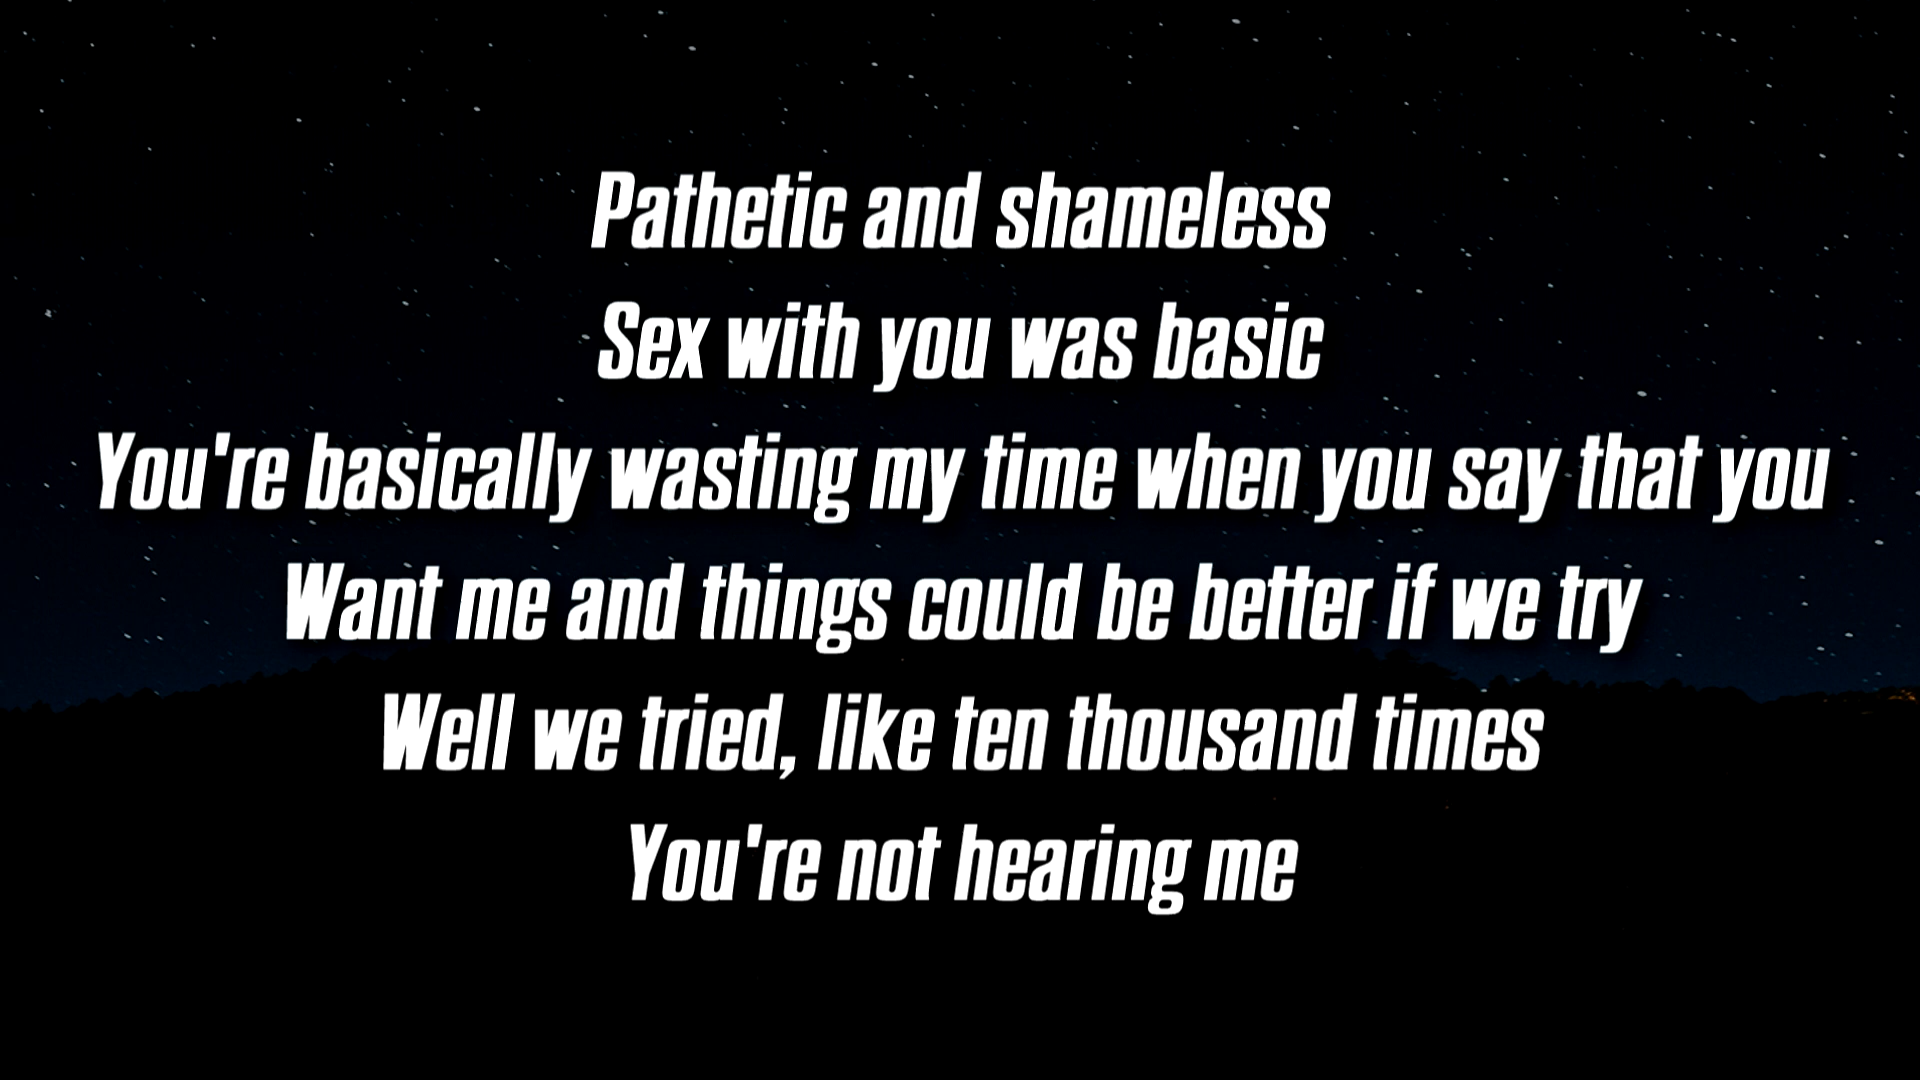 Pathetic and shameless
Sex with you was basic
You're basically wasting my time when you say that you
Want me and things could be better if we try
Well we tried, like ten thousand times
You're not hearing me